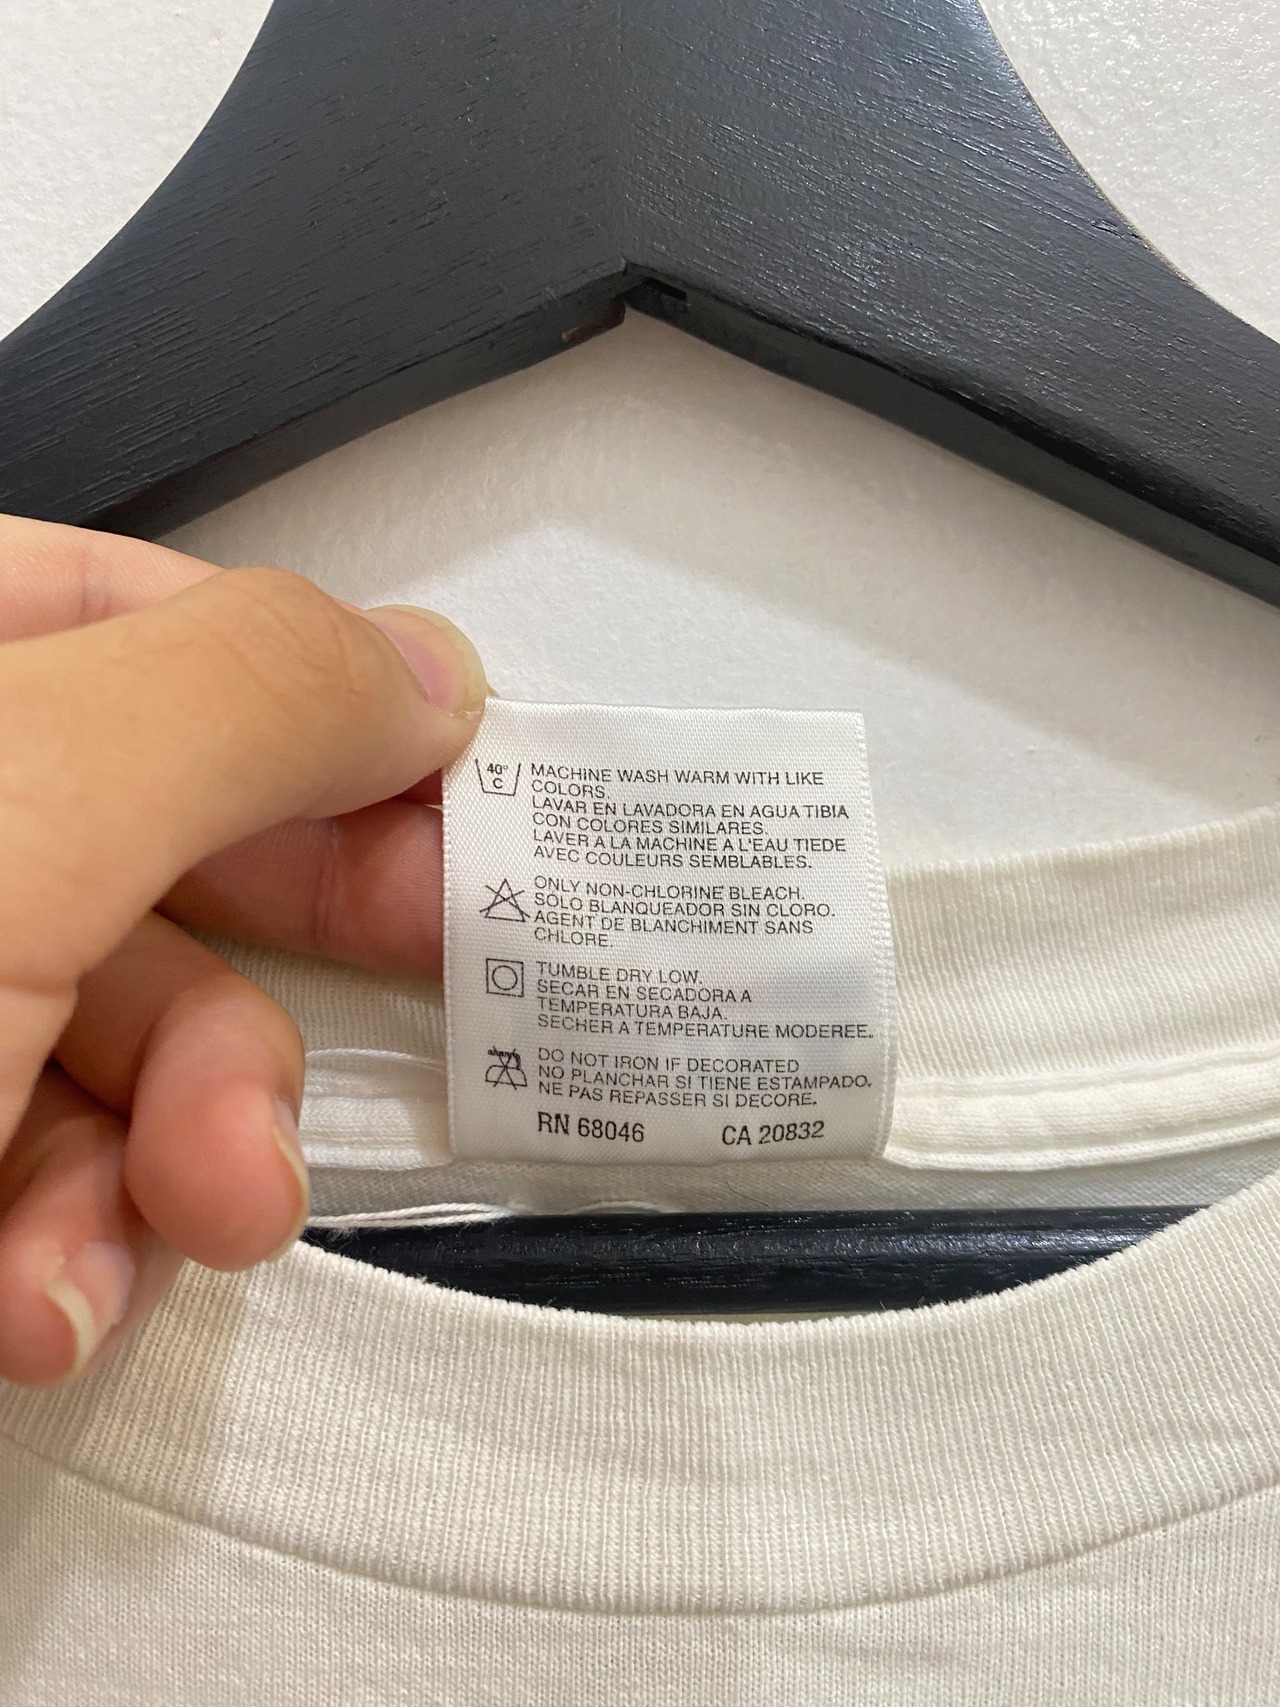 40°
C
MACHINE WASH WARM WITH LIKE
COLORS.
LAVAR EN LAVADORA EN AGUA TIBIA
CON COLORES SIMILARES.
LAVER A LA MACHINE A L'EAU TIEDE
AVEC COULEURS SEMBLABLES.
ONLY NON-CHLORINE BLEACH.
SOLO BLANQUEADOR SIN CLORO.
AGENT DE BLANCHIMENT SANS
CHLORE.
TUMBLE DRY LOW.
SECAR EN SECADORA A
TEMPERATURA BAJA.
SECHER A TEMPERATURE MODEREE.
DO NOT IRON IF DECORATED
NO PLANCHAR SI TIENE ESTAMPADO.
NE PAS REPASSER SI DECORE.
RN 68046 CA 20832